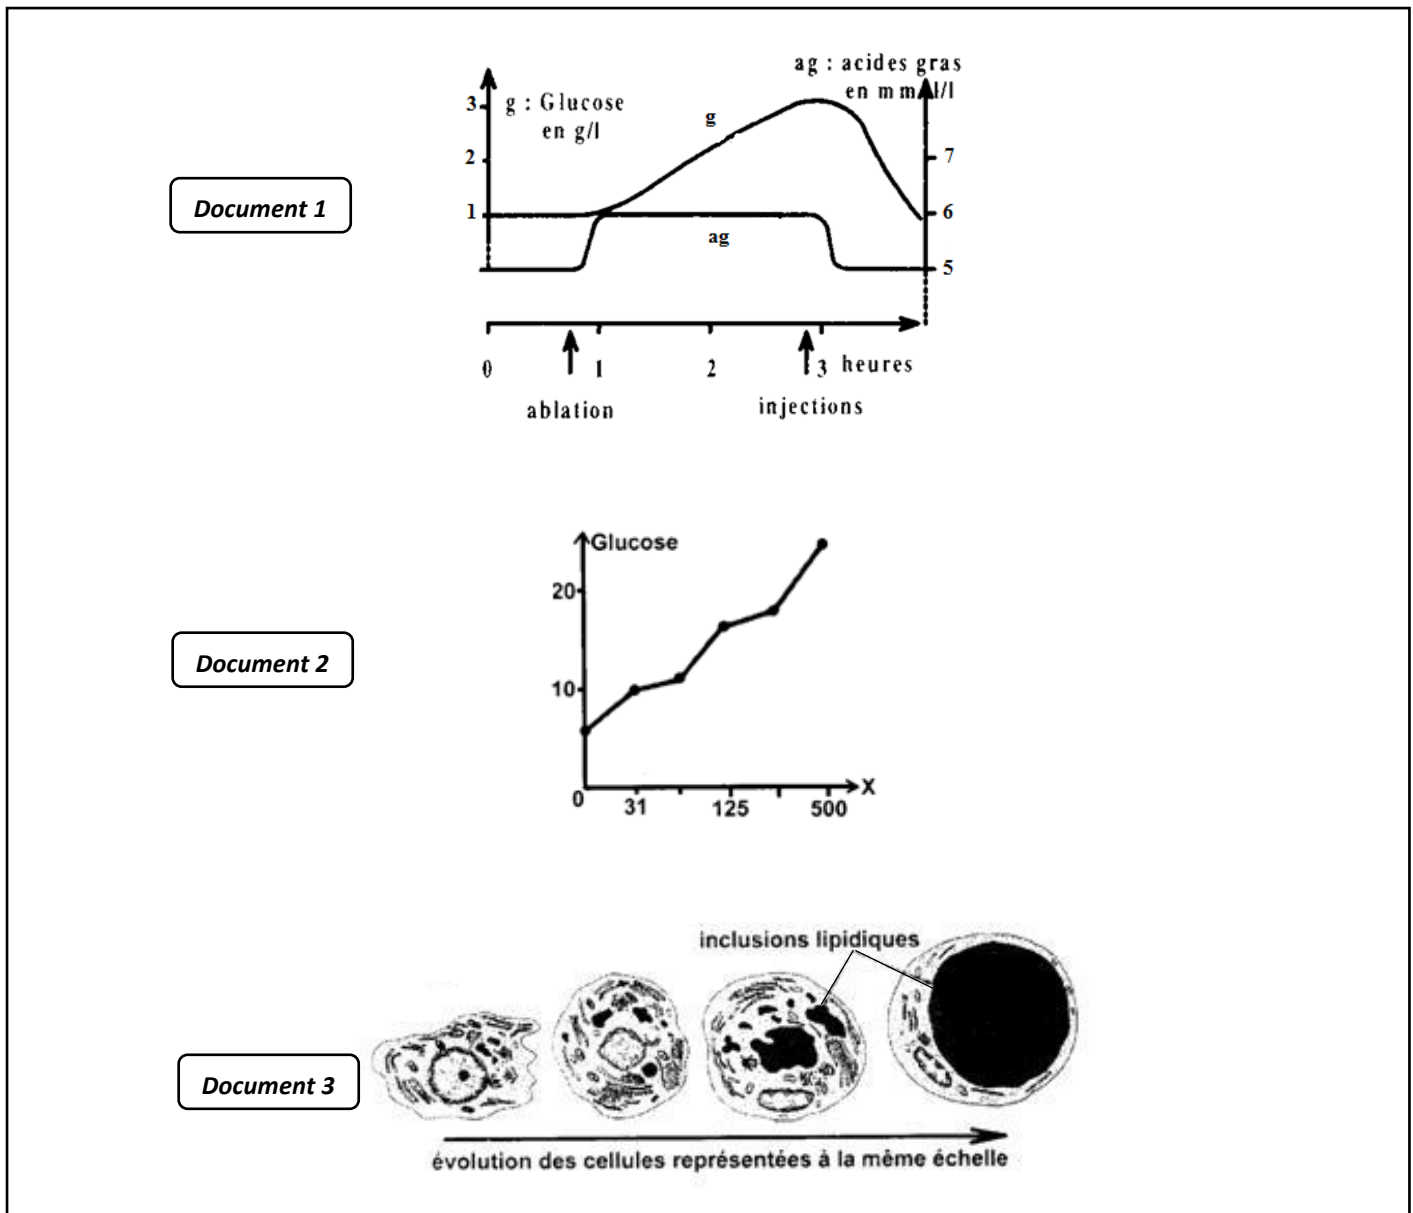 Document 1
ag : acides gras
en mm l/l
g : Glucose
en g/l
3
2
1
g
ag
7
6
5
0 1 2 3 heures
ablation injections
Document 2
Glucose
20
10
0 31 125 500 X
Document 3
inclusions lipidiques
évolution des cellules représentées à la même échelle